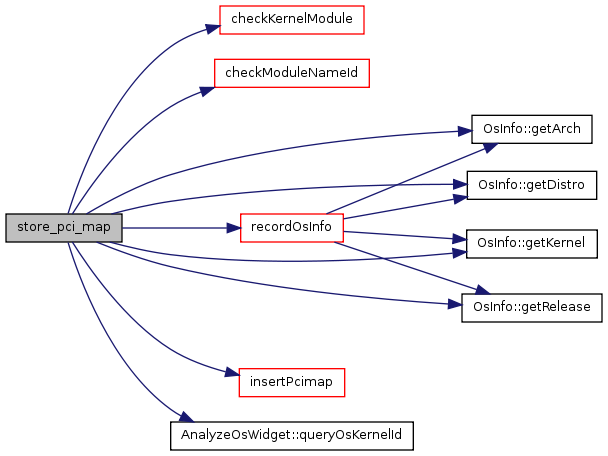 checkKernelModule
checkModuleNameId
OsInfo::getArch
OsInfo::getDistro
store_pci_map
recordOsInfo
OsInfo::getKernel
OsInfo::getRelease
insertPcimap
AnalyzeOsWidget::queryOsKernelId